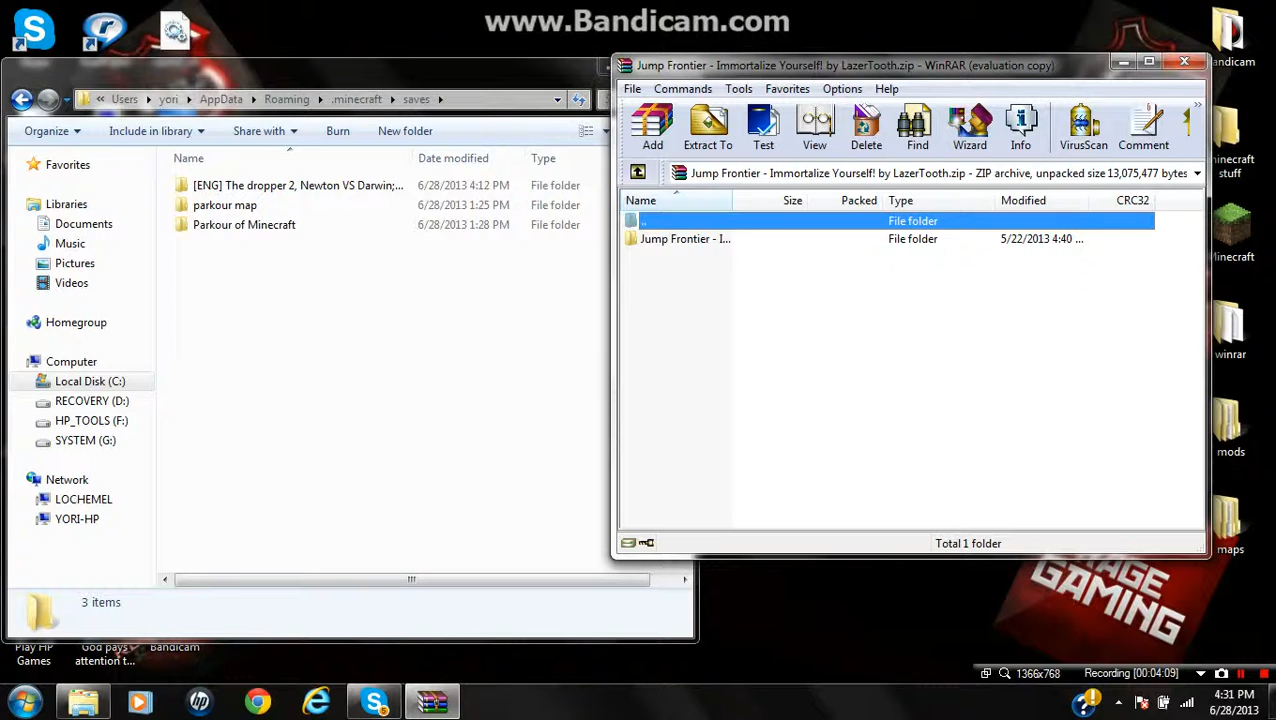 www.Bandicam.com
Jump Frontier - Immortalize Yourself! by LazerTooth.zip - WinRAR (evaluation copy)
File Commands Tools Favorites Options Help
Add Extract To Test View Delete Find Wizard Info VirusScan Comment
Jump Frontier - Immortalize Yourself! by LazerTooth.zip - ZIP archive, unpacked size 13,075,477 bytes
Name Size Packed Type Modified CRC32
.. File folder
Jump Frontier - I... File folder 5/22/2013 4:40 ...
Total 1 folder
« Users yori AppData Roaming .minecraft saves
Organize Include in library Share with Burn New folder
Name Date modified Type
[ENG] The dropper 2, Newton VS Darwin;... 6/28/2013 4:12 PM File folder
parkour map 6/28/2013 1:25 PM File folder
Parkour of Minecraft 6/28/2013 1:28 PM File folder
Favorites
Libraries
Documents
Music
Pictures
Videos
Homegroup
Computer
Local Disk (C:)
RECOVERY (D:)
HP_TOOLS (F:)
SYSTEM (G:)
Network
LOCHEMEL
YORI-HP
3 items
andicam
minecraft
stuff
Minecraft
winrar
mods
maps
GAMING
Play HP
Games
God pays
attention t...
Bandicam
1366x768 Recording [00:04:09]
5
4:31 PM
6/28/2013